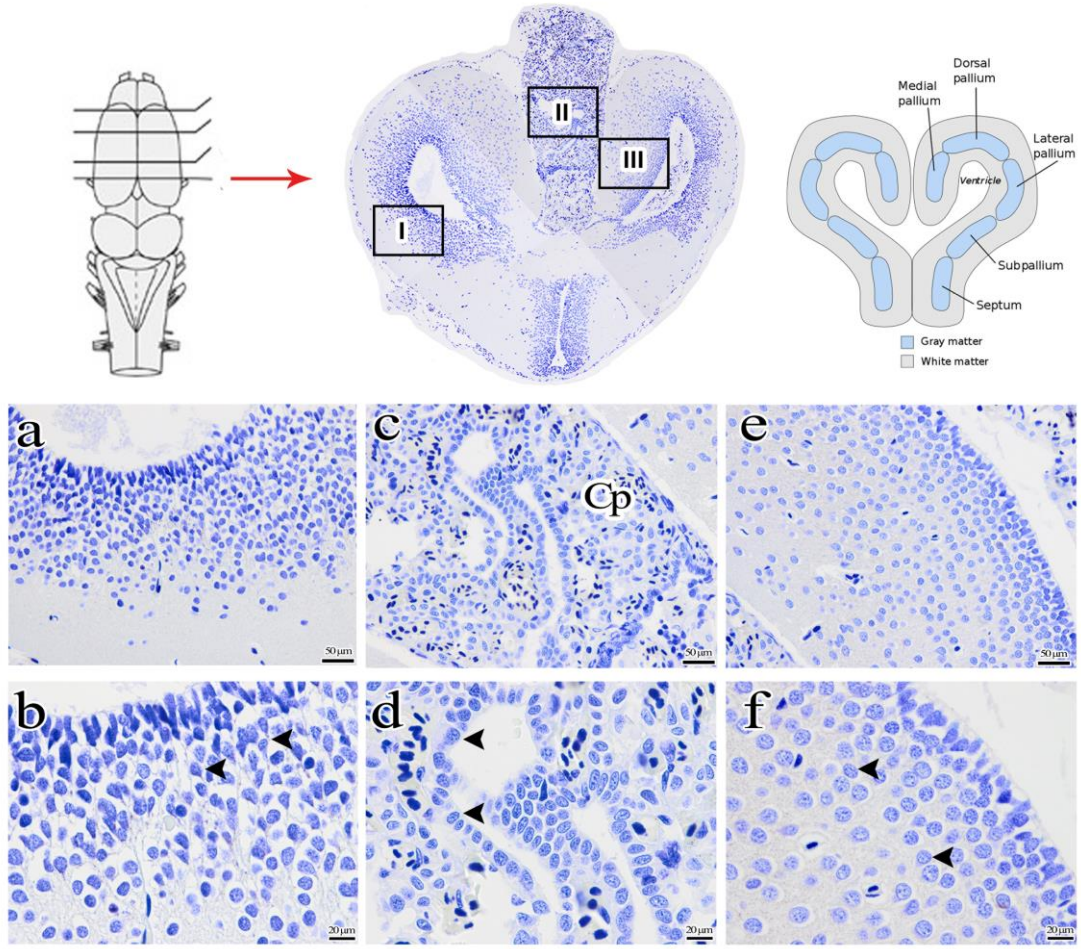 I
II
III
Dorsal
pallium
Medial
pallium
Lateral
pallium
Ventricle
Subpallium
Septum
Gray matter
White matter
a
50 µm
c
Cp
50 µm
e
50 µm
b
20 µm
d
20 µm
f
20 µm